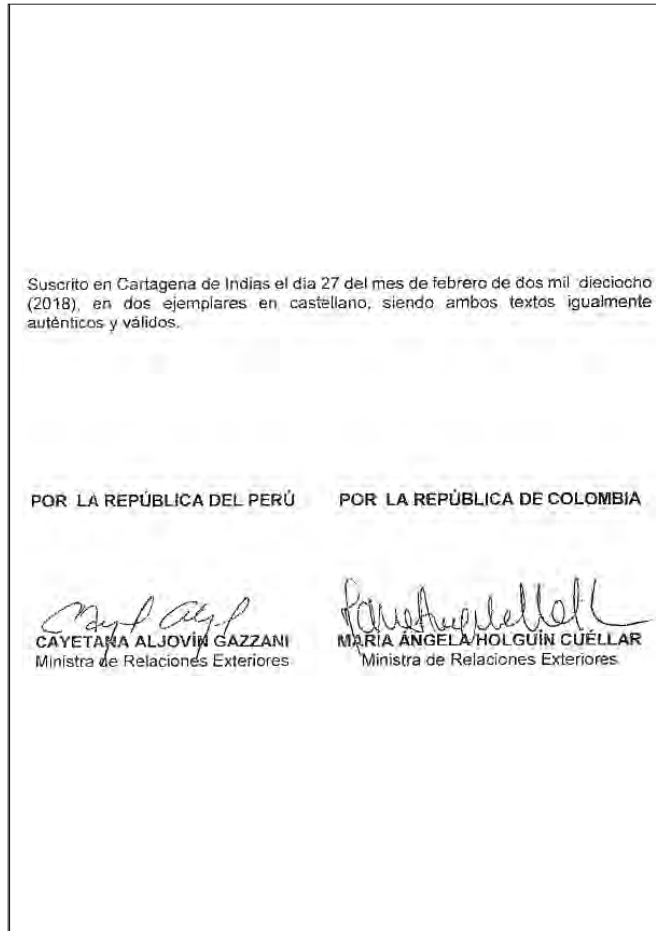 Suscrito en Cartagena de Indias el día 27 del mes de febrero de dos mil dieciocho
(2018), en dos ejemplares en castellano, siendo ambos textos igualmente
auténticos y válidos.
POR LA REPÚBLICA DEL PERÚ
POR LA REPÚBLICA DE COLOMBIA
CAYETANA ALJOVÍN GAZZANI
Ministra de Relaciones Exteriores
MARÍA ÁNGELA HOLGUÍN CUÉLLAR
Ministra de Relaciones Exteriores